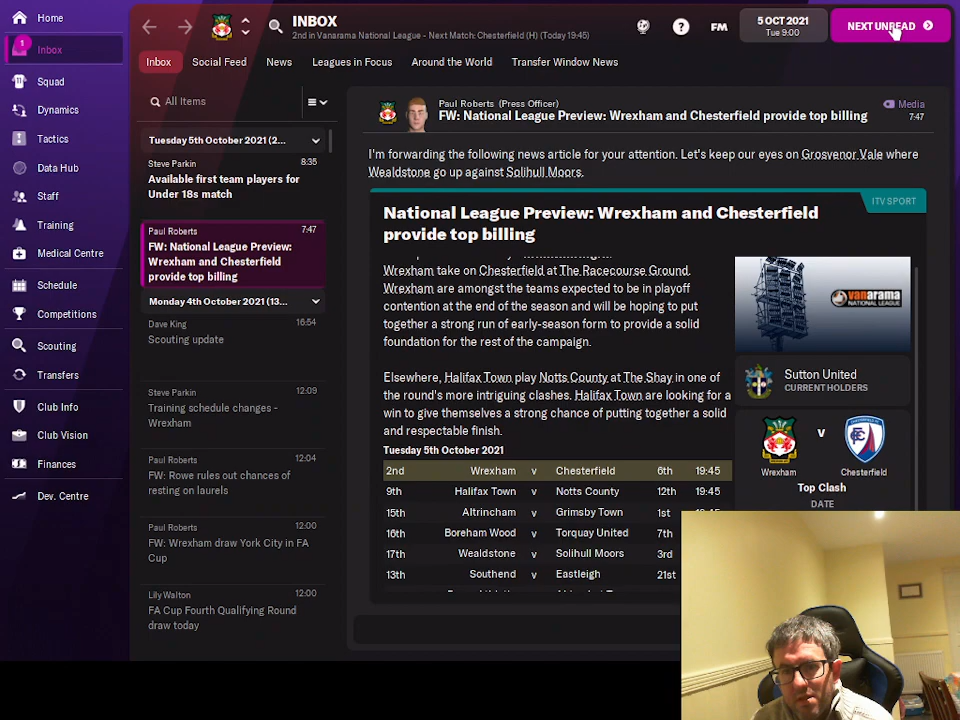 Home
1
Inbox
Squad
Dynamics
Tactics
Data Hub
Staff
Training
Medical Centre
Schedule
Competitions
Scouting
Transfers
Club Info
Club Vision
Finances
Dev. Centre
INBOX
2nd in Vanarama National League - Next Match: Chesterfield (H) (Today 19:45)
?
FM
5 OCT 2021
Tue 9:00
NEXT UNREAD
Inbox
Social Feed
News
Leagues in Focus
Around the World
Transfer Window News
All Items
Tuesday 5th October 2021 (2...
Steve Parkin 8:35
Available first team players for
Under 18s match
Paul Roberts 7:47
FW: National League Preview:
Wrexham and Chesterfield
provide top billing
Monday 4th October 2021 (13...
Dave King 16:54
Scouting update
Steve Parkin 12:09
Training schedule changes -
Wrexham
Paul Roberts 12:04
FW: Rowe rules out chances of
resting on laurels
Paul Roberts 12:00
FW: Wrexham draw York City in FA
Cup
Lily Walton 12:00
FA Cup Fourth Qualifying Round
draw today
Paul Roberts (Press Officer)
FW: National League Preview: Wrexham and Chesterfield provide top billing
Media
7:47
I'm forwarding the following news article for your attention. Let's keep our eyes on Grosvenor Vale where
Wealdstone go up against Solihull Moors.
ITV SPORT
National League Preview: Wrexham and Chesterfield
provide top billing
Wrexham take on Chesterfield at The Racecourse Ground.
Wrexham are amongst the teams expected to be in playoff
contention at the end of the season and will be hoping to put
together a strong run of early-season form to provide a solid
foundation for the rest of the campaign.
Elsewhere, Halifax Town play Notts County at The Shay in one of
the round's more intriguing clashes. Halifax Town are looking for a
win to give themselves a strong chance of putting together a solid
and respectable finish.
Tuesday 5th October 2021
2nd Wrexham v Chesterfield 6th 19:45
9th Halifax Town v Notts County 12th 19:45
15th Altrincham v Grimsby Town 1st
16th Boreham Wood v Torquay United 7th
17th Wealdstone v Solihull Moors 3rd
13th Southend v Eastleigh 21st
vanarama
NATIONAL LEAGUE
Sutton United
CURRENT HOLDERS
v
Wrexham
Chesterfield
Top Clash
DATE